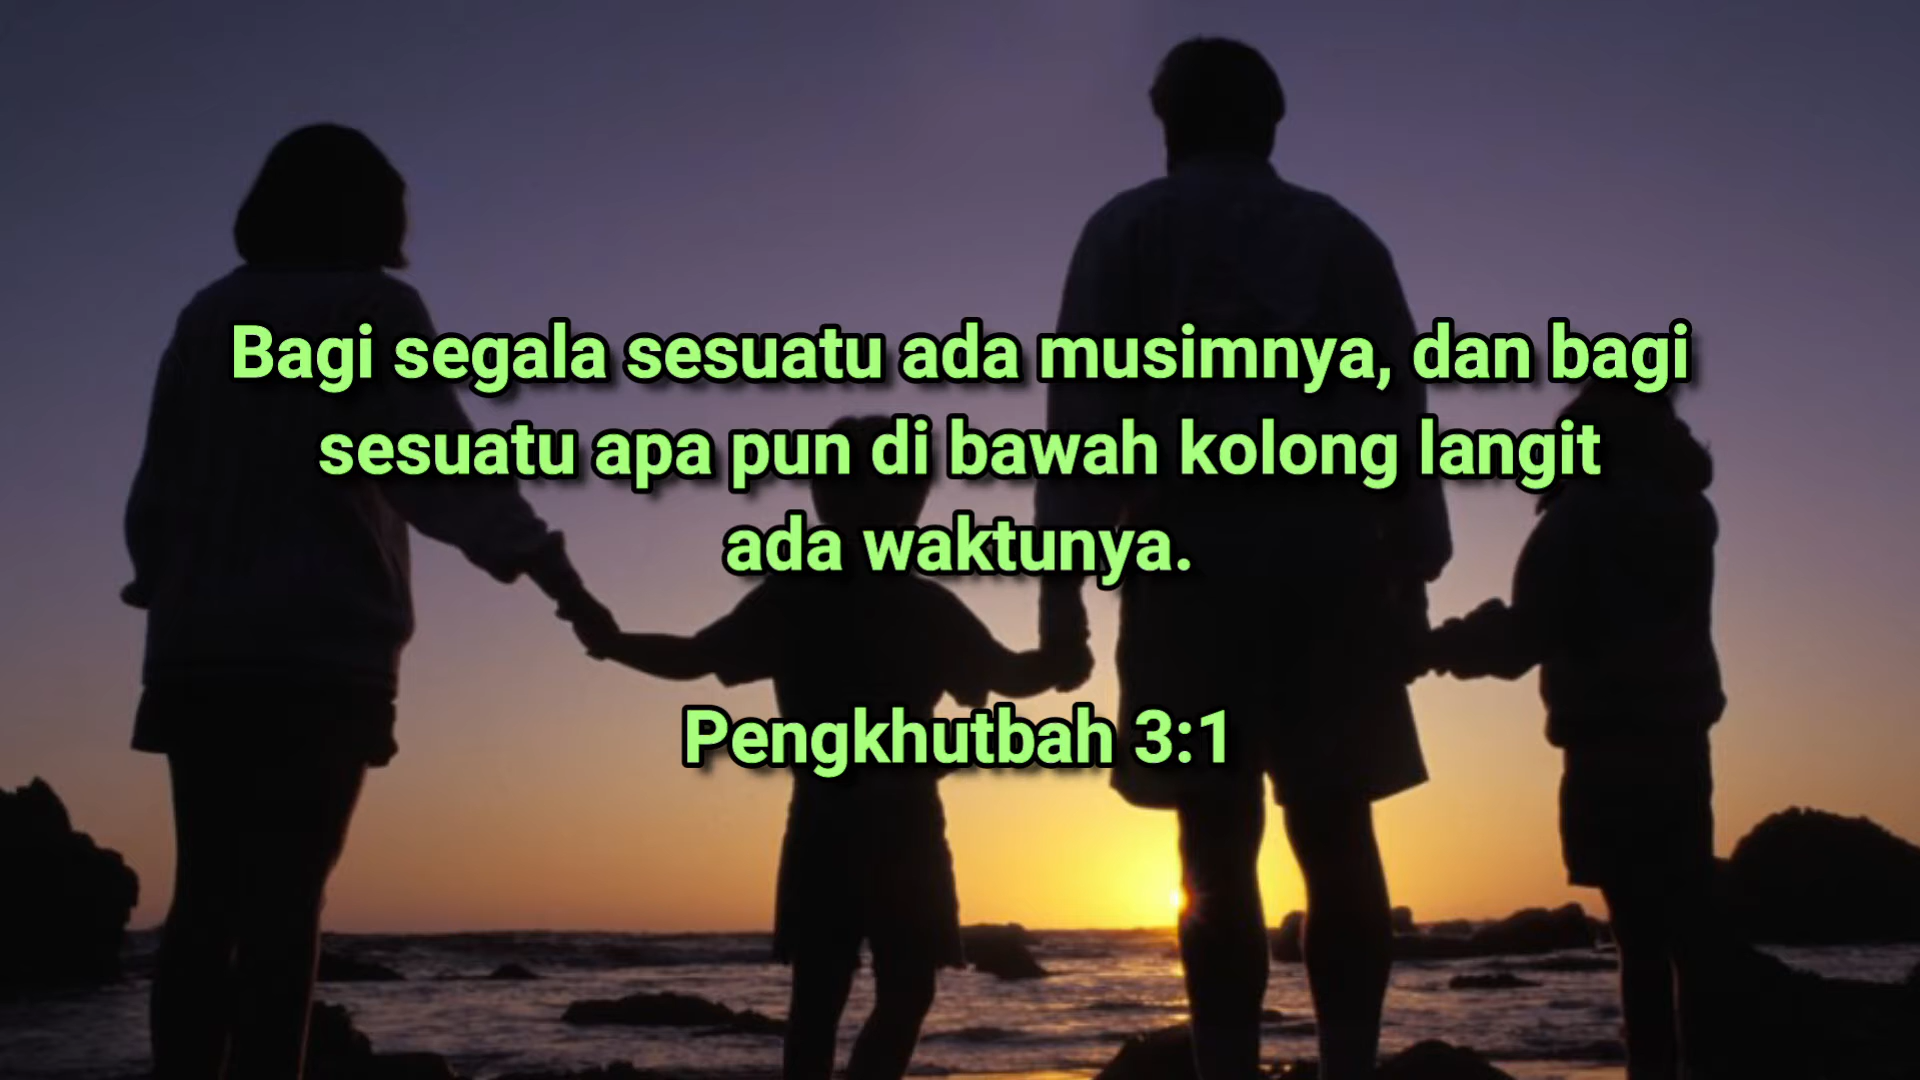 Bagi segala sesuatu ada musimnya, dan bagi
sesuatu apa pun di bawah kolong langit
ada waktunya.
Pengkhutbah 3:1